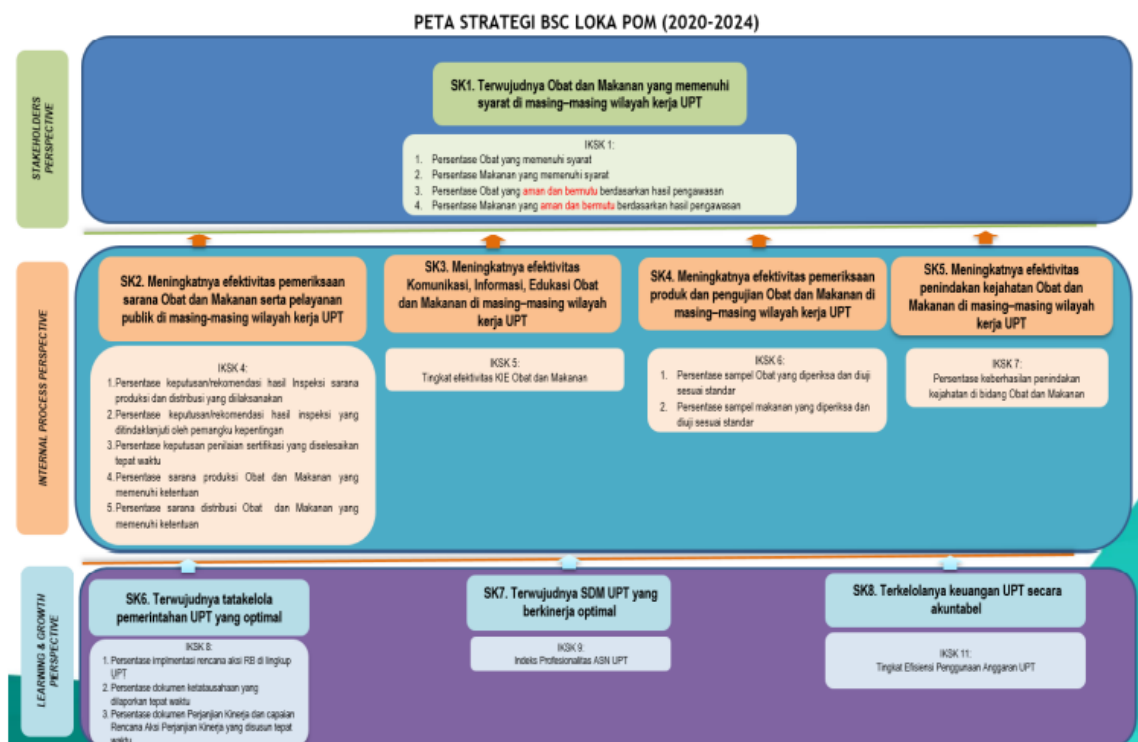 PETA STRATEGI BSC LOKA POM (2020-2024)
STAKEHOLDERS
PERSPECTIVE
SK1. Terwujudnya Obat dan Makanan yang memenuhi
syarat di masing–masing wilayah kerja UPT
IKSK 1:
1. Persentase Obat yang memenuhi syarat
2. Persentase Makanan yang memenuhi syarat
3. Persentase Obat yang aman dan bermutu berdasarkan hasil pengawasan
4. Persentase Makanan yang aman dan bermutu berdasarkan hasil pengawasan
INTERNAL PROCESS PERSPECTIVE
SK2. Meningkatnya efektivitas pemeriksaan
sarana Obat dan Makanan serta pelayanan
publik di masing-masing wilayah kerja UPT
IKSK 4:
1.Persentase keputusan/rekomendasi hasil Inspeksi sarana
produksi dan distribusi yang dilaksanakan
2.Persentase keputusan/rekomendasi hasil inspeksi yang
ditindaklanjuti oleh pemangku kepentingan
3.Persentase keputusan penilaian sertifikasi yang diselesaikan
tepat waktu
4.Persentase sarana produksi Obat dan Makanan yang
memenuhi ketentuan
5.Persentase sarana distribusi Obat dan Makanan yang
memenuhi ketentuan
SK3. Meningkatnya efektivitas
Komunikasi, Informasi, Edukasi Obat
dan Makanan di masing–masing wilayah
kerja UPT
IKSK 5:
Tingkat efektivitas KIE Obat dan Makanan
SK4. Meningkatnya efektivitas pemeriksaan
produk dan pengujian Obat dan Makanan di
masing–masing wilayah kerja UPT
IKSK 6:
1. Persentase sampel Obat yang diperiksa dan diuji
sesuai standar
2. Persentase sampel makanan yang diperiksa dan
diuji sesuai standar
SK5. Meningkatnya efektivitas
penindakan kejahatan Obat dan
Makanan di masing–masing wilayah
kerja UPT
IKSK 7:
Persentase keberhasilan penindakan
kejahatan di bidang Obat dan Makanan
LEARNING & GROWTH
PERSPECTIVE
SK6. Terwujudnya tatakelola
pemerintahan UPT yang optimal
IKSK 8:
1. Persentase implmentasi rencana aksi RB di lingkup
UPT
2. Persentase dokumen ketatausahaan yang
dilaporkan tepat waktu
3. Persentase dokumen Perjanjian Kinerja dan capaian
Rencana Aksi Perjanjian Kinerja yang disusun tepat
waktu
SK7. Terwujudnya SDM UPT yang
berkinerja optimal
IKSK 9:
Indeks Profesionalitas ASN UPT
SK8. Terkelolanya keuangan UPT secara
akuntabel
IKSK 11:
Tingkat Efisiensi Penggunaan Anggaran UPT